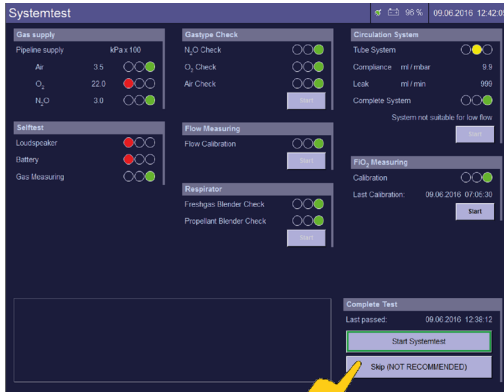 Systemtest
96 % 09.06.2016 12:42:0
Gas supply
Pipeline supply kPa x 100
Air 3.5
O2 22.0
N2O 3.0
Selftest
Loudspeaker
Battery
Gas Measuring
Gastype Check
N2O Check
O2 Check
Air Check
Start
Flow Measuring
Flow Calibration
Start
Respirator
Freshgas Blender Check
Propellant Blender Check
Start
Circulation System
Tube System
Compliance ml / mbar 9.9
Leak ml / min 999
Complete System
System not suitable for low flow
Start
FiO2 Measuring
Calibration
Last Calibration: 09.06.2016 07:05:30
Start
Complete Test
Last passed: 09.06.2016 12:38:12
Start Systemtest
Skip (NOT RECOMMENDED)